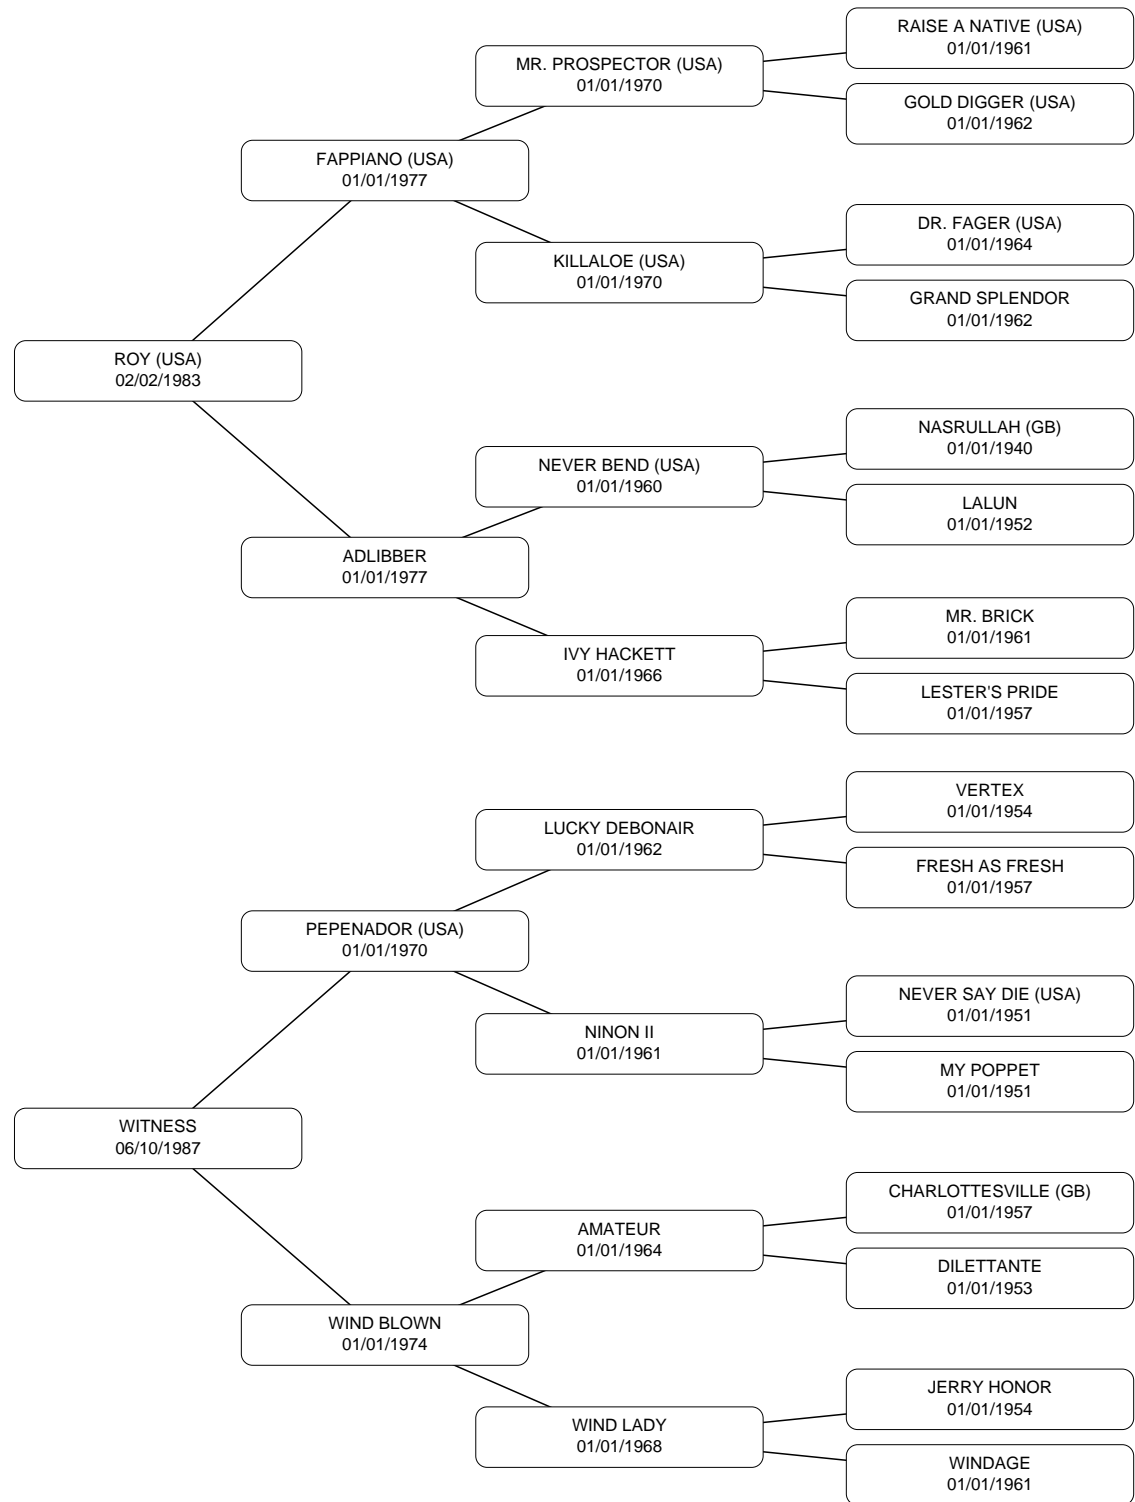 RAISE A NATIVE (USA)
01/01/1961
MR. PROSPECTOR (USA)
01/01/1970
GOLD DIGGER (USA)
01/01/1962
FAPPIANO (USA)
01/01/1977
DR. FAGER (USA)
01/01/1964
KILLALOE (USA)
01/01/1970
GRAND SPLENDOR
01/01/1962
ROY (USA)
02/02/1983
NASRULLAH (GB)
01/01/1940
NEVER BEND (USA)
01/01/1960
LALUN
01/01/1952
ADLIBBER
01/01/1977
MR. BRICK
01/01/1961
IVY HACKETT
01/01/1966
LESTER'S PRIDE
01/01/1957
VERTEX
01/01/1954
LUCKY DEBONAIR
01/01/1962
FRESH AS FRESH
01/01/1957
PEPENADOR (USA)
01/01/1970
NEVER SAY DIE (USA)
01/01/1951
NINON II
01/01/1961
MY POPPET
01/01/1951
WITNESS
06/10/1987
CHARLOTTESVILLE (GB)
01/01/1957
AMATEUR
01/01/1964
DILETTANTE
01/01/1953
WIND BLOWN
01/01/1974
JERRY HONOR
01/01/1954
WIND LADY
01/01/1968
WINDAGE
01/01/1961